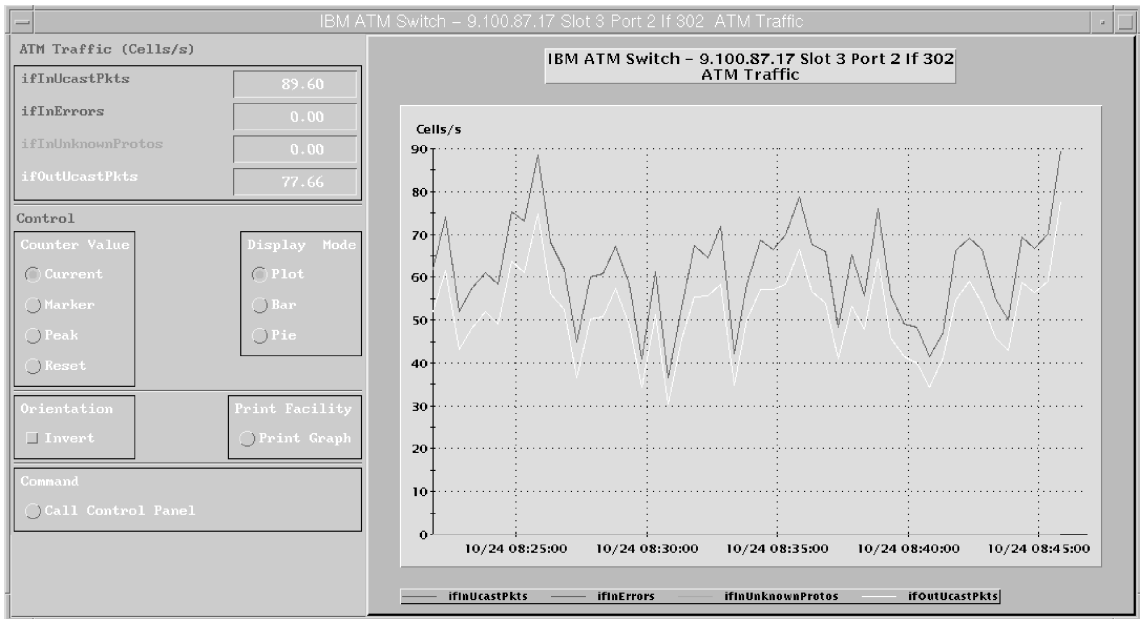 IBM ATM Switch – 9.100.87.17 Slot 3 Port 2 If 302 ATM Traffic
ATM Traffic (Cells/s)
ifInUcastPkts 89.60
ifInErrors 0.00
ifInUnknownProtos 0.00
ifOutUcastPkts 77.66
Control
Counter Value
Current
Marker
Peak
Reset
Display Mode
Plot
Bar
Pie
Orientation
Invert
Print Facility
Print Graph
Command
Call Control Panel
IBM ATM Switch – 9.100.87.17 Slot 3 Port 2 If 302
ATM Traffic
Cells/s
90
80
70
60
50
40
30
20
10
0
10/24 08:25:00 10/24 08:30:00 10/24 08:35:00 10/24 08:40:00 10/24 08:45:00
ifInUcastPkts ifInErrors ifInUnknownProtos ifOutUcastPkts